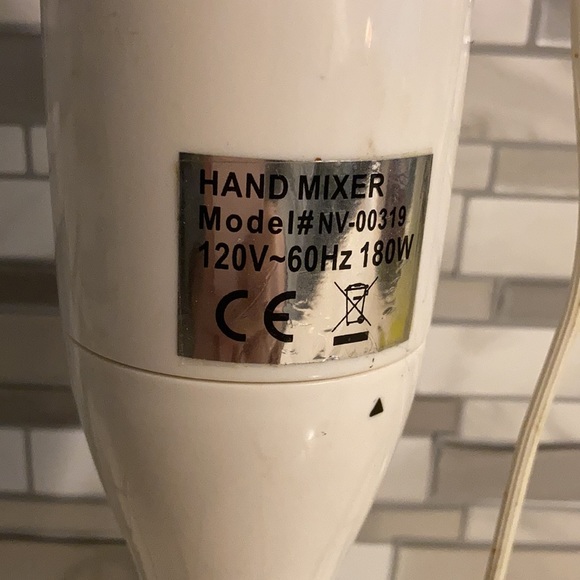 HAND MIXER
Model# NV-00319
120V~60Hz 180W
CE